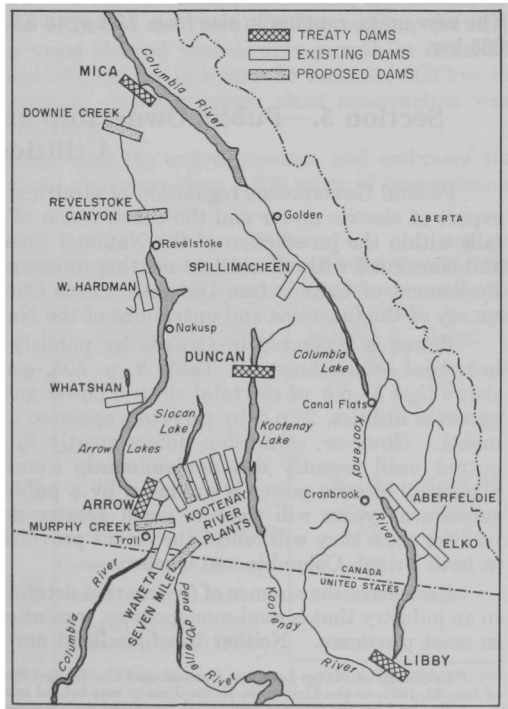 TREATY DAMS
EXISTING DAMS
PROPOSED DAMS
Columbia River
MICA
DOWNIE CREEK
REVELSTOKE
CANYON
Golden
ALBERTA
Revelstoke
SPILLIMACHEEN
W. HARDMAN
Nakusp
DUNCAN
Columbia
Lake
WHATSHAN
Slocan
Lake
Canal Flats
Kootenay
Lake
Arrow Lakes
Kootenay
River
Cranbrook
ABERFELDIE
ARROW
KOOTENAY
RIVER
PLANTS
MURPHY CREEK
Trail
ELKO
CANADA
UNITED STATES
WANETA
SEVEN MILE
Columbia River
pend d'Oreille River
Kootenay
River
LIBBY